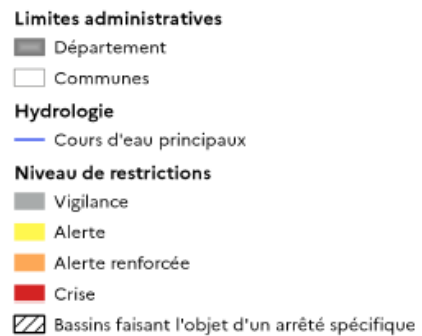 Limites administratives
Département
Communes
Hydrologie
Cours d'eau principaux
Niveau de restrictions
Vigilance
Alerte
Alerte renforcée
Crise
Bassins faisant l'objet d'un arrêté spécifique